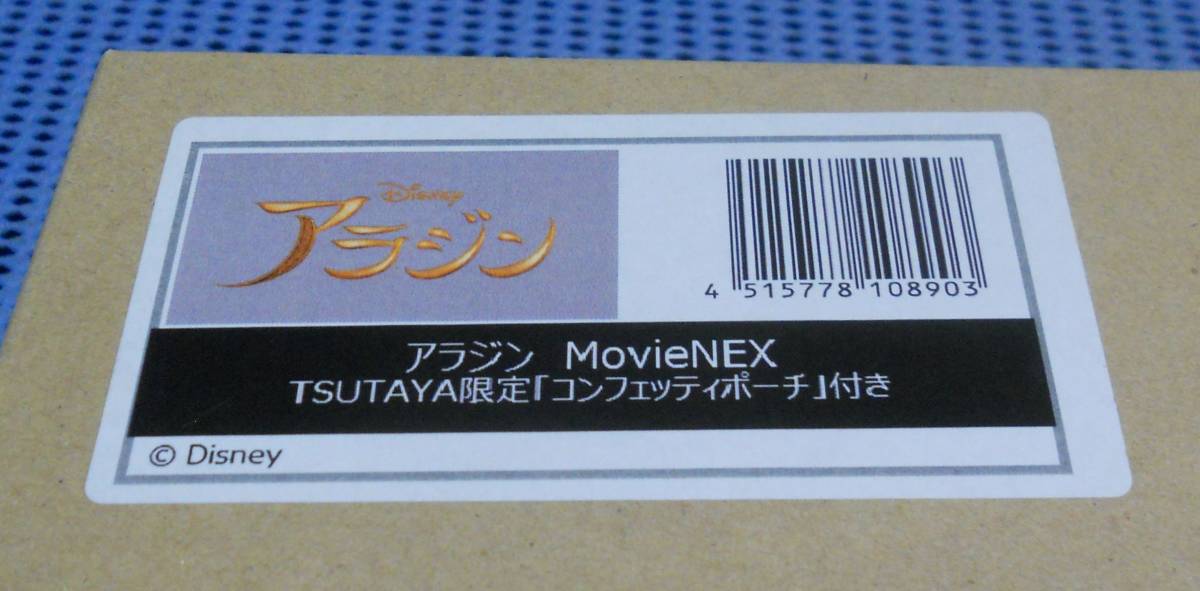 Disney
アラジン
4 515778 108903
アラジン MovieNEX
TSUTAYA限定「コンフェッティポーチ」付き
© Disney